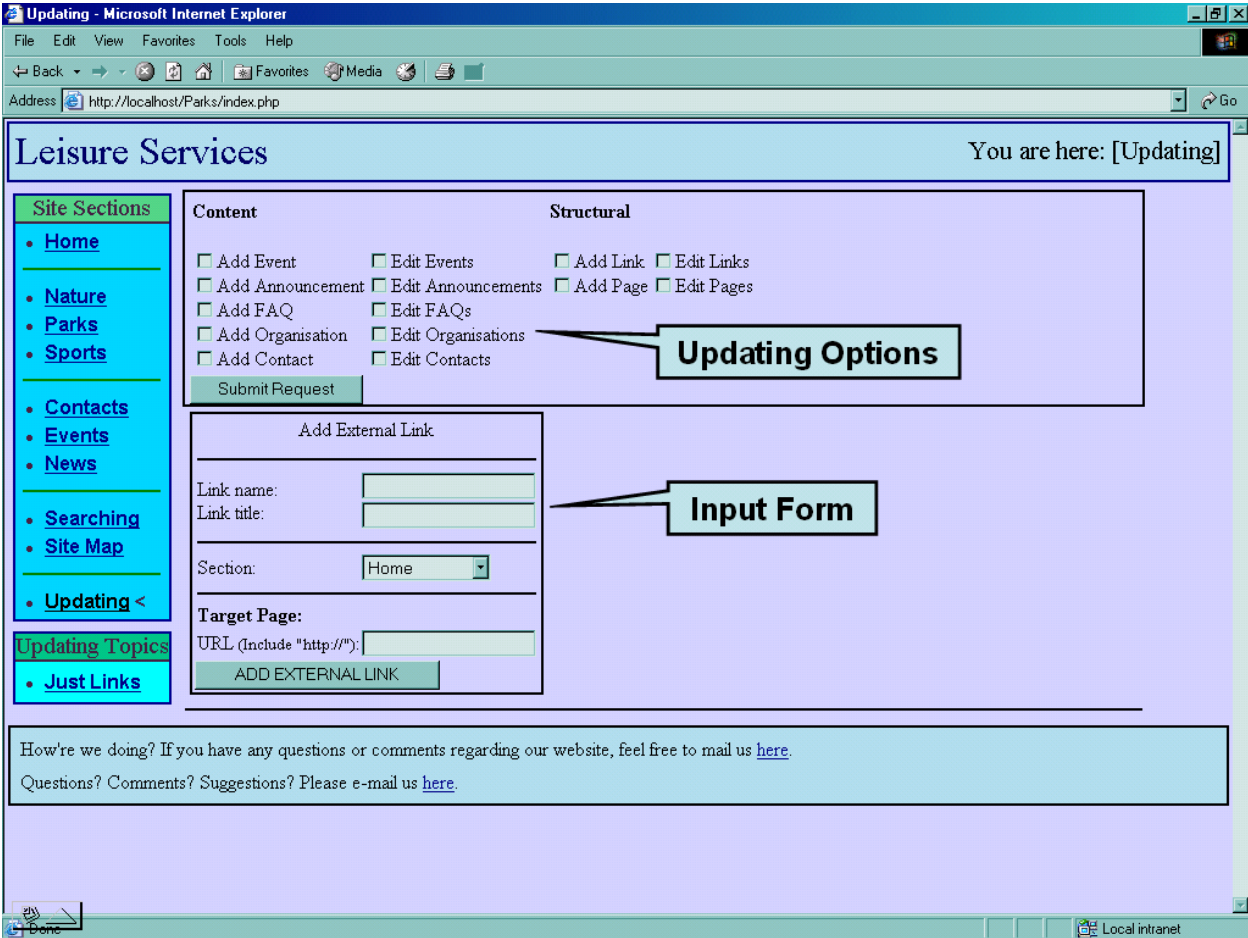 Updating - Microsoft Internet Explorer
File Edit View Favorites Tools Help
Back Favorites Media
Address http://localhost/Parks/index.php Go
Leisure Services You are here: [Updating]
Site Sections
Home
Nature
Parks
Sports
Contacts
Events
News
Searching
Site Map
Updating <
Updating Topics
Just Links
Content Structural
Add Event Edit Events Add Link Edit Links
Add Announcement Edit Announcements Add Page Edit Pages
Add FAQ Edit FAQs
Add Organisation Edit Organisations
Add Contact Edit Contacts
Submit Request
Updating Options
Add External Link
Link name:
Link title:
Input Form
Section: Home
Target Page:
URL (Include "http://"):
ADD EXTERNAL LINK
How're we doing? If you have any questions or comments regarding our website, feel free to mail us here.
Questions? Comments? Suggestions? Please e-mail us here.
Done Local intranet